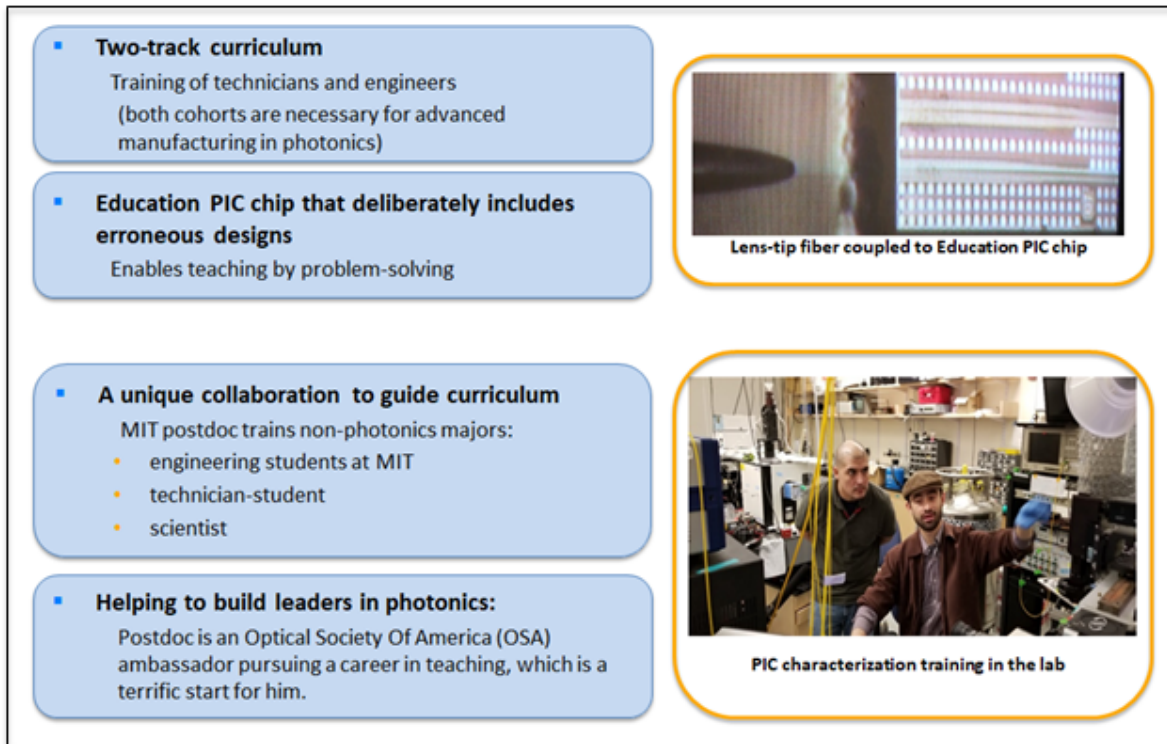 Two-track curriculum
Training of technicians and engineers
(both cohorts are necessary for advanced
manufacturing in photonics)
Education PIC chip that deliberately includes
erroneous designs
Enables teaching by problem-solving
Lens-tip fiber coupled to Education PIC chip
A unique collaboration to guide curriculum
MIT postdoc trains non-photonics majors:
engineering students at MIT
technician-student
scientist
Helping to build leaders in photonics:
Postdoc is an Optical Society Of America (OSA)
ambassador pursuing a career in teaching, which is a
terrific start for him.
PIC characterization training in the lab